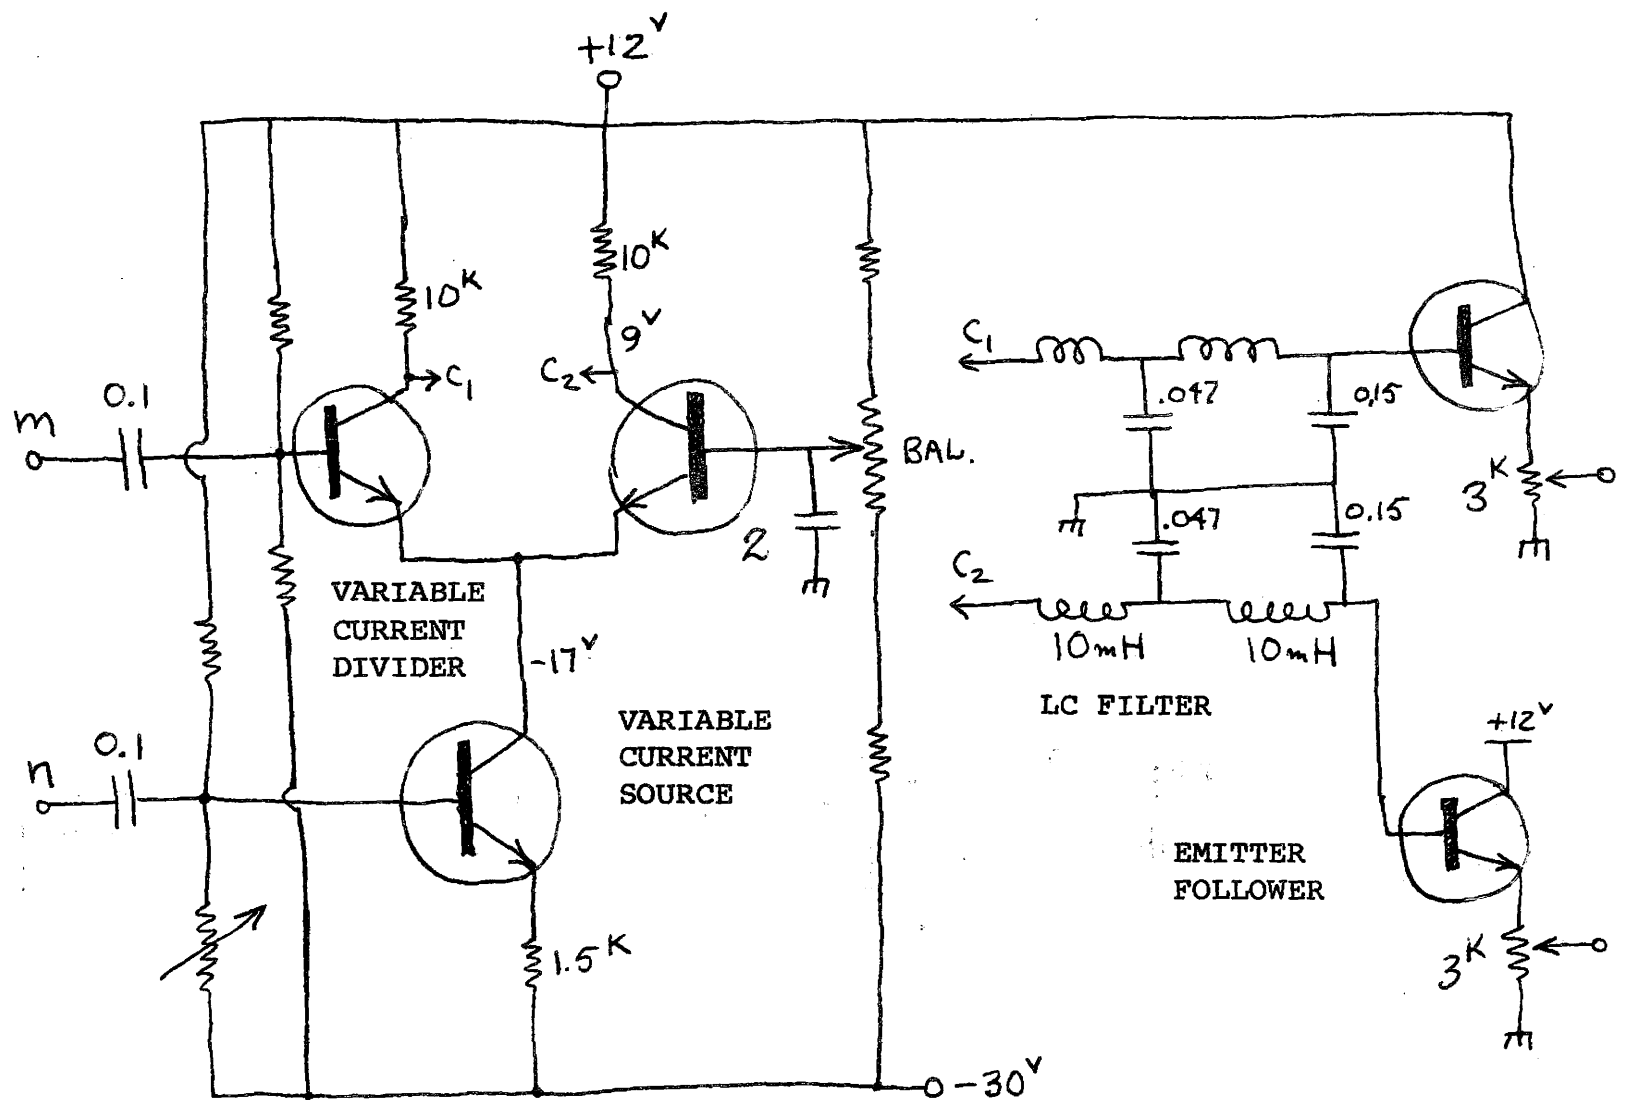 +12V
10K
10K
9V
C1
C2
0.1
m
BAL.
2
VARIABLE
CURRENT
DIVIDER
-17V
VARIABLE
CURRENT
SOURCE
0.1
n
1.5K
-30V
C1
.047
0,15
3K
.047
0.15
C2
10mH
10mH
LC FILTER
+12V
EMITTER
FOLLOWER
3K